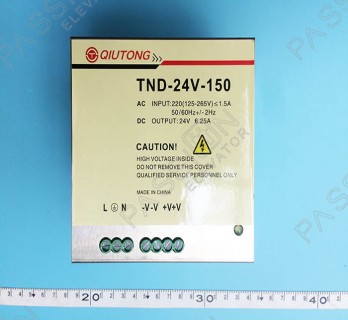 QIUTONG
TND-24V-150
AC INPUT:220(125-265V)≤1.5A
50/60Hz+/-2Hz
DC OUTPUT:24V 6.25A
CAUTION!
HIGH VOLTAGE INSIDE
DO NOT REMOVE THIS COVER
QUALIFIED SERVICE PERSONNEL ONLY
MADE IN CHINA
L ⏚ N -V-V +V+V
20 30 40
PASSION
ELEVATOR